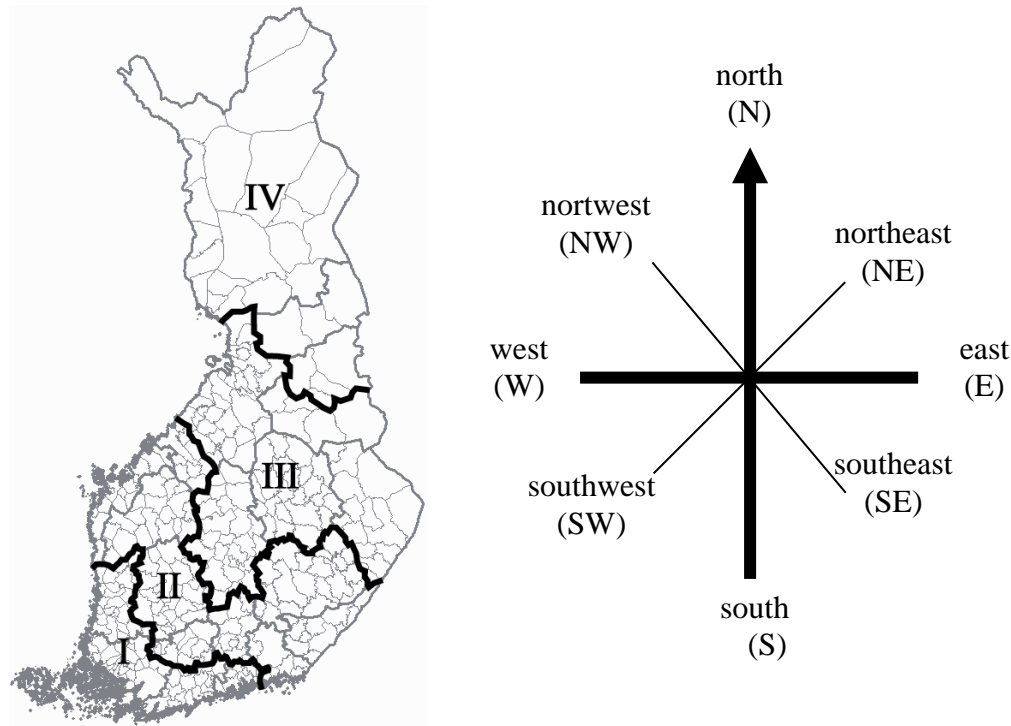 IV
III
II
I
north
(N)
nortwest
(NW)
northeast
(NE)
west
(W)
east
(E)
southwest
(SW)
southeast
(SE)
south
(S)